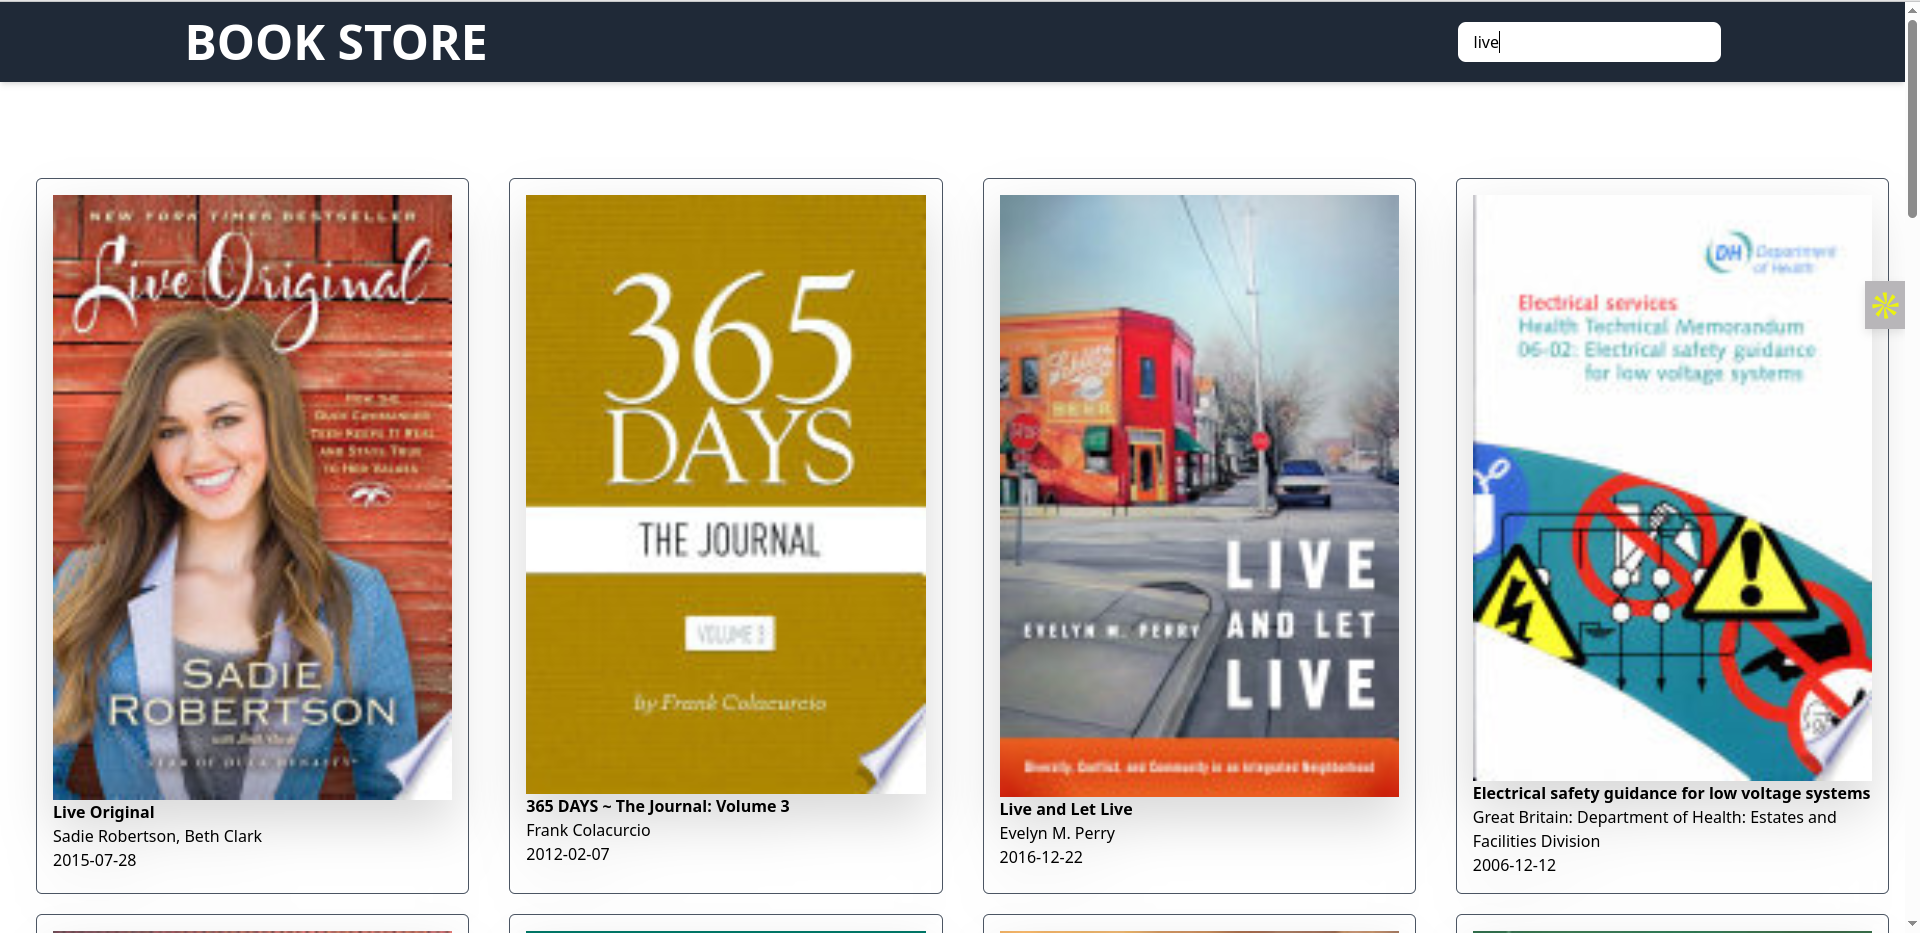 BOOK STORE
live
NEW YORK TIMES BESTSELLER
Live Original
HOW THE
DUCK COMMANDER
TEEN KEEPS IT REAL
AND STAYS TRUE
TO HER VALUES
SADIE
ROBERTSON
STAR OF DUCK DYNASTY
Live Original
Sadie Robertson, Beth Clark
2015-07-28
365
DAYS
THE JOURNAL
VOLUME 3
by Frank Colacurcio
365 DAYS ~ The Journal: Volume 3
Frank Colacurcio
2012-02-07
Schlitz
BEER
STOP
LIVE
EVELYN M. PERRY AND LET
LIVE
Diversity, Conflict, and Community in an Integrated Neighborhood
Live and Let Live
Evelyn M. Perry
2016-12-22
DH Department
of Health
Electrical services
Health Technical Memorandum
06-02: Electrical safety guidance
for low voltage systems
Electrical safety guidance for low voltage systems
Great Britain: Department of Health: Estates and
Facilities Division
2006-12-12